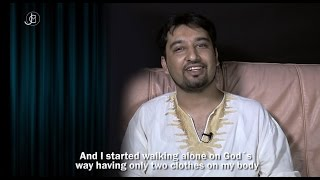 And I started walking alone on God`s
way having only two clothes on my body